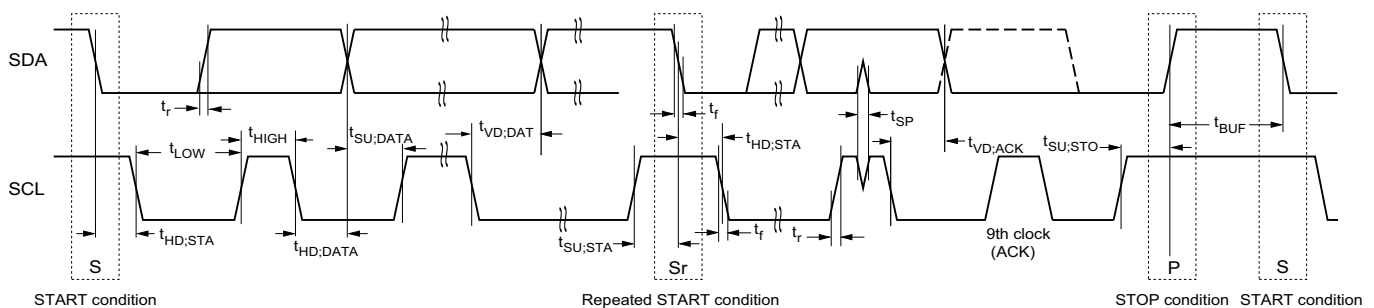 SDA
t_r
t_f
t_SP
t_BUF
t_LOW
t_HIGH
t_SU;DATA
t_VD;DAT
t_HD;STA
t_VD;ACK
t_SU;STO
SCL
t_HD;STA
t_HD;DATA
t_SU;STA
t_f
t_r
9th clock
(ACK)
S
Sr
P
S
START condition
Repeated START condition
STOP condition
START condition